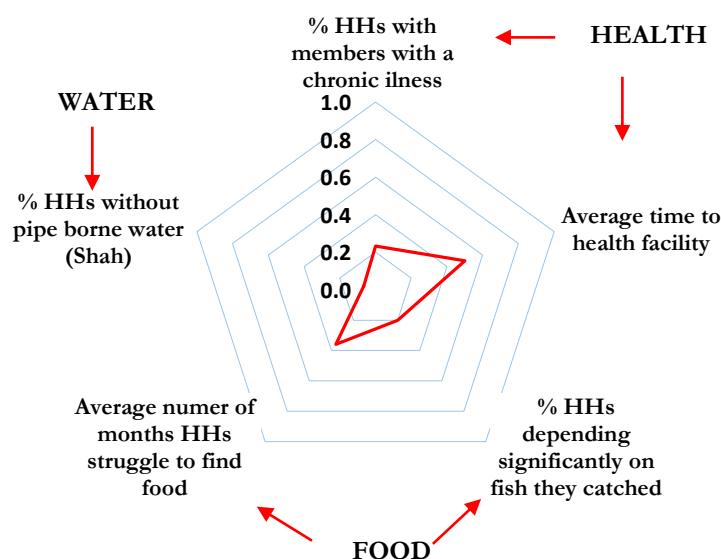 % HHs with
members with a
chronic ilness
HEALTH
WATER
1.0
0.8
0.6
0.4
0.2
0.0
% HHs without
pipe borne water
(Shah)
Average time to
health facility
Average numer of
months HHs
struggle to find
food
% HHs
depending
significantly on
fish they catched
FOOD